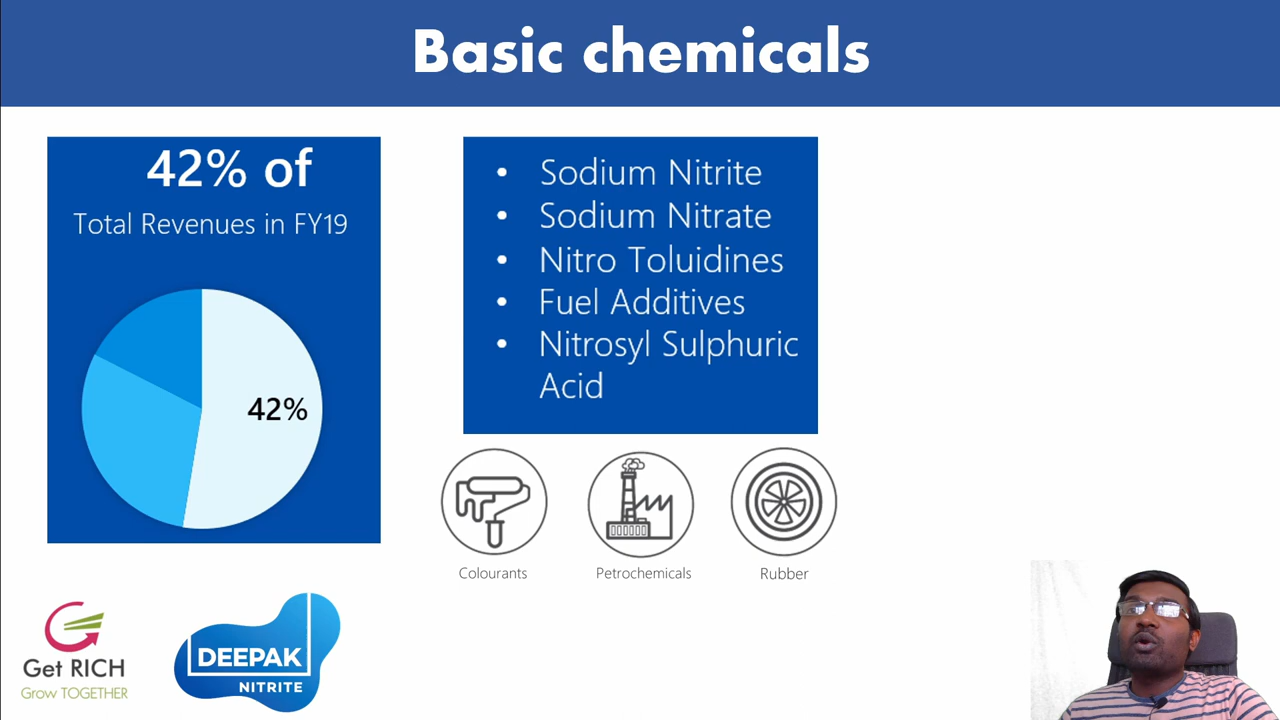 Basic chemicals
42% of
Total Revenues in FY19
42%
• Sodium Nitrite
• Sodium Nitrate
• Nitro Toluidines
• Fuel Additives
• Nitrosyl Sulphuric
Acid
Colourants
Petrochemicals
Rubber
Get RICH
Grow TOGETHER
DEEPAK
NITRITE